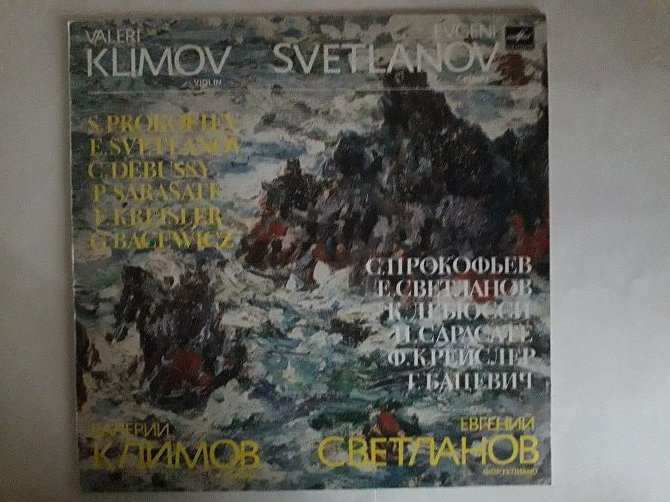 VALERI
KLIMOV
VIOLIN
EVGENI
SVETLANOV
S. PROKOFIEV
E. SVETLANOV
C. DEBUSSY
P. SARASATE
F. KREISLER
G. BACEWICZ
С. ПРОКОФЬЕВ
Е. СВЕТЛАНОВ
К. ДЕБЮССИ
П. САРАСАТЕ
Ф. КРЕЙСЛЕР
Г. БАЦЕВИЧ
ВАЛЕРИЙ
КЛИМОВ
ЕВГЕНИЙ
СВЕТЛАНОВ
ФОРТЕПИАНО